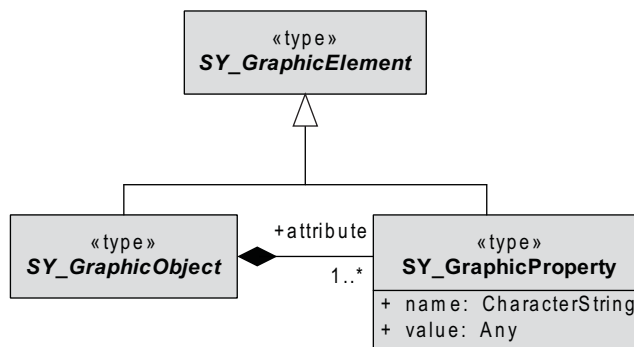 «type»
SY_GraphicElement
«type»
SY_GraphicObject
+attribute
1..*
«type»
SY_GraphicProperty
+ name: CharacterString
+ value: Any